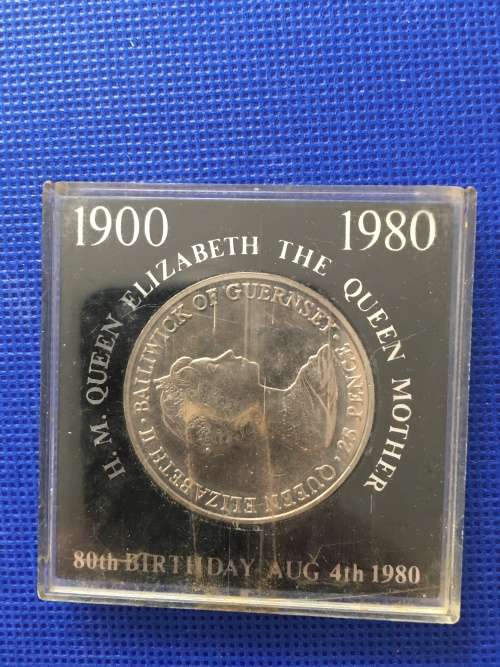 1900 1980
H.M. QUEEN ELIZABETH THE QUEEN MOTHER
QUEEN ELIZABETH II · BAILIWICK OF GUERNSEY · 25 PENCE ·
80th BIRTHDAY AUG 4th 1980